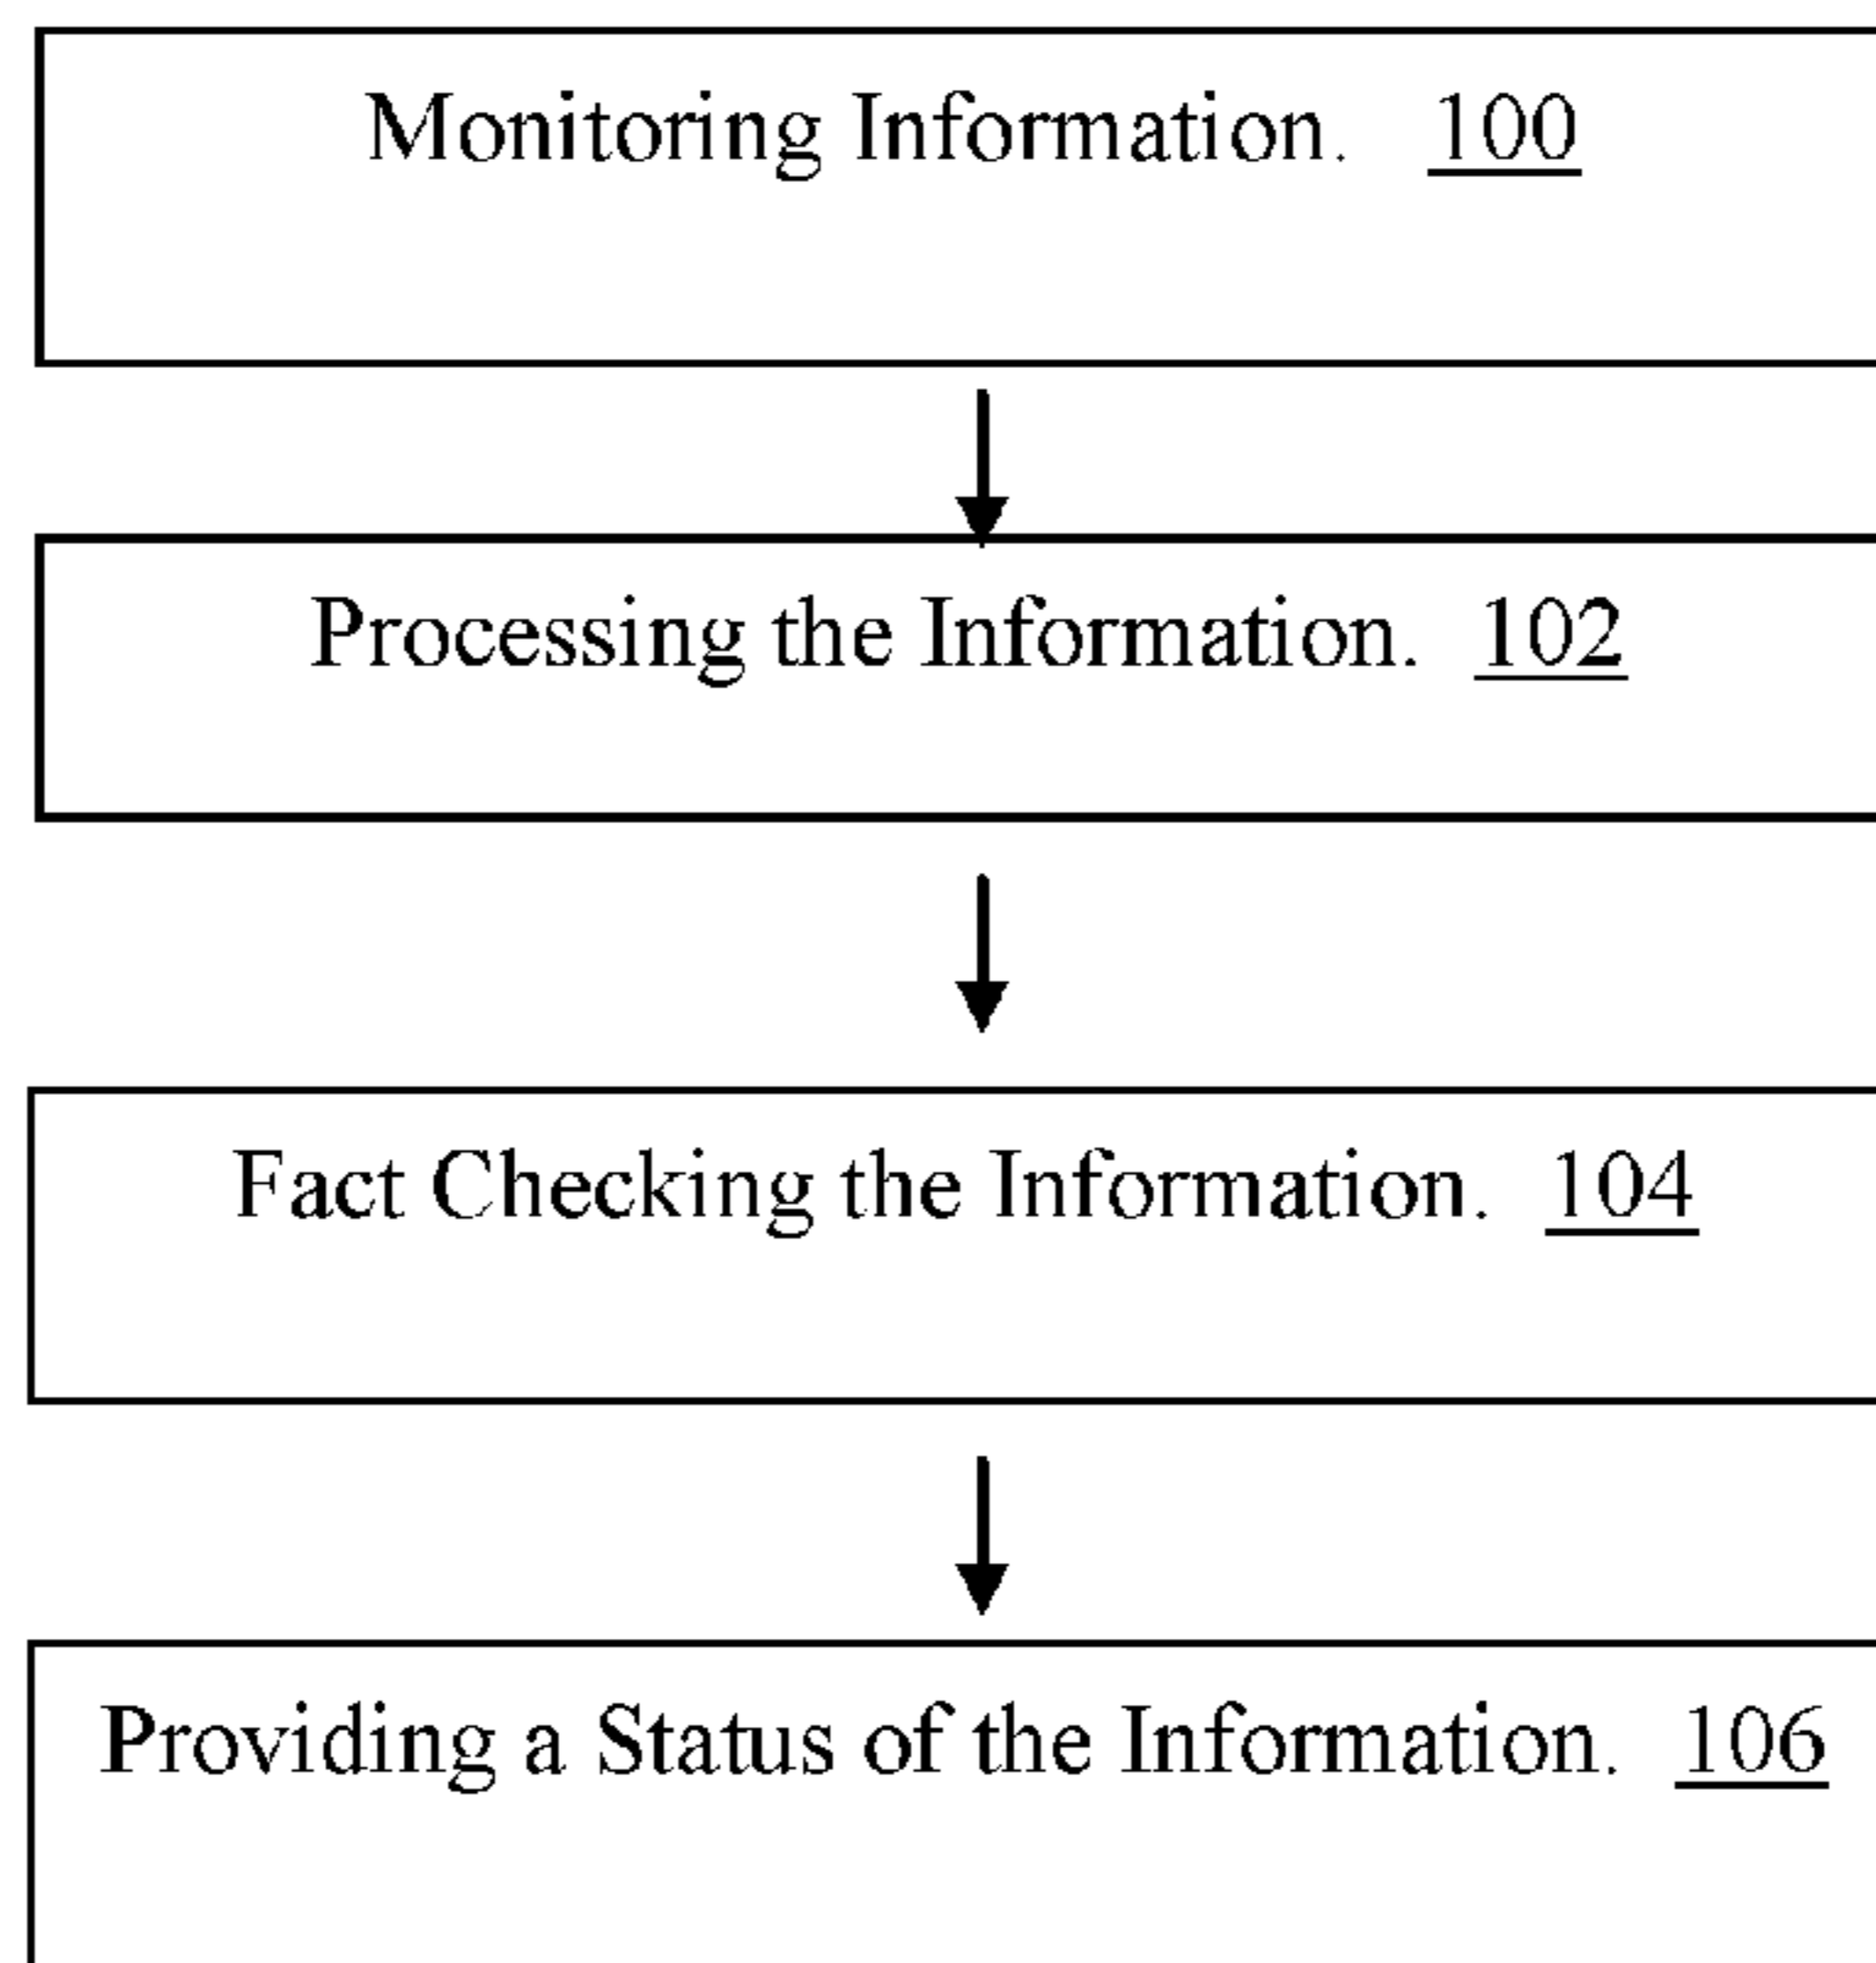 Monitoring Information. 100
Processing the Information. 102
Fact Checking the Information. 104
Providing a Status of the Information. 106